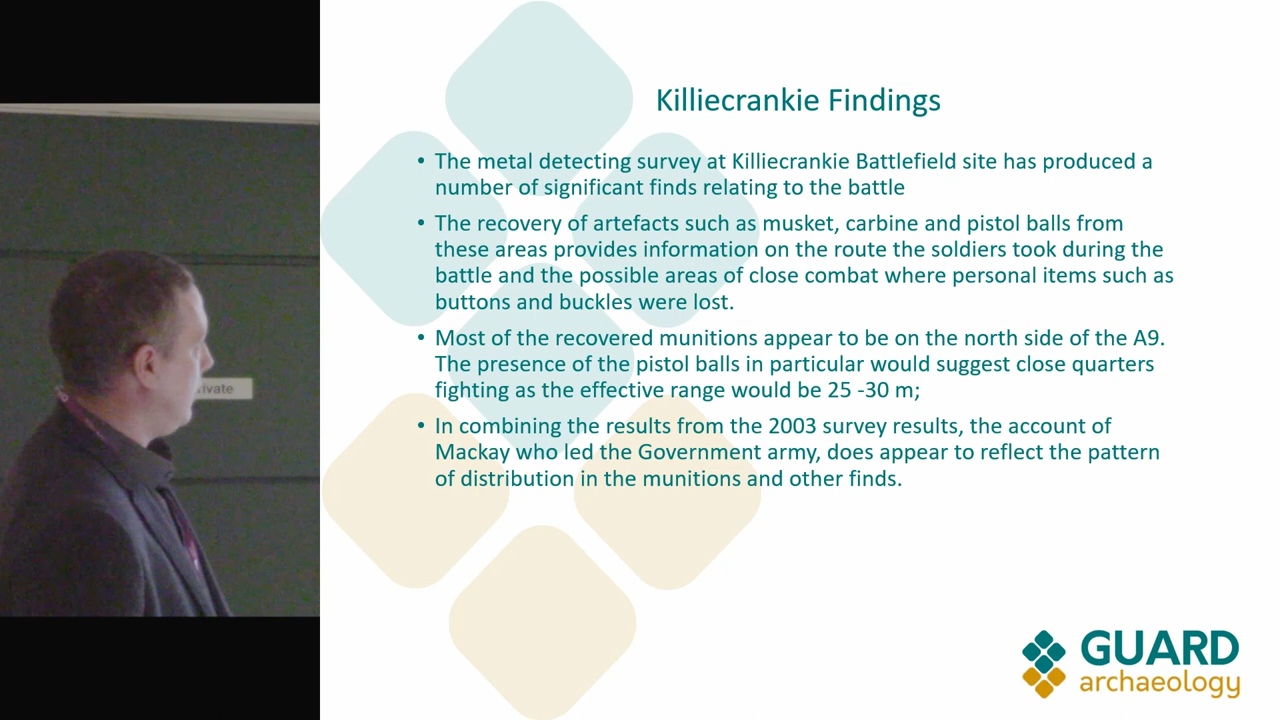 Killiecrankie Findings
• The metal detecting survey at Killiecrankie Battlefield site has produced a
number of significant finds relating to the battle
• The recovery of artefacts such as musket, carbine and pistol balls from
these areas provides information on the route the soldiers took during the
battle and the possible areas of close combat where personal items such as
buttons and buckles were lost.
• Most of the recovered munitions appear to be on the north side of the A9.
The presence of the pistol balls in particular would suggest close quarters
fighting as the effective range would be 25 -30 m;
• In combining the results from the 2003 survey results, the account of
Mackay who led the Government army, does appear to reflect the pattern
of distribution in the munitions and other finds.
GUARD
archaeology